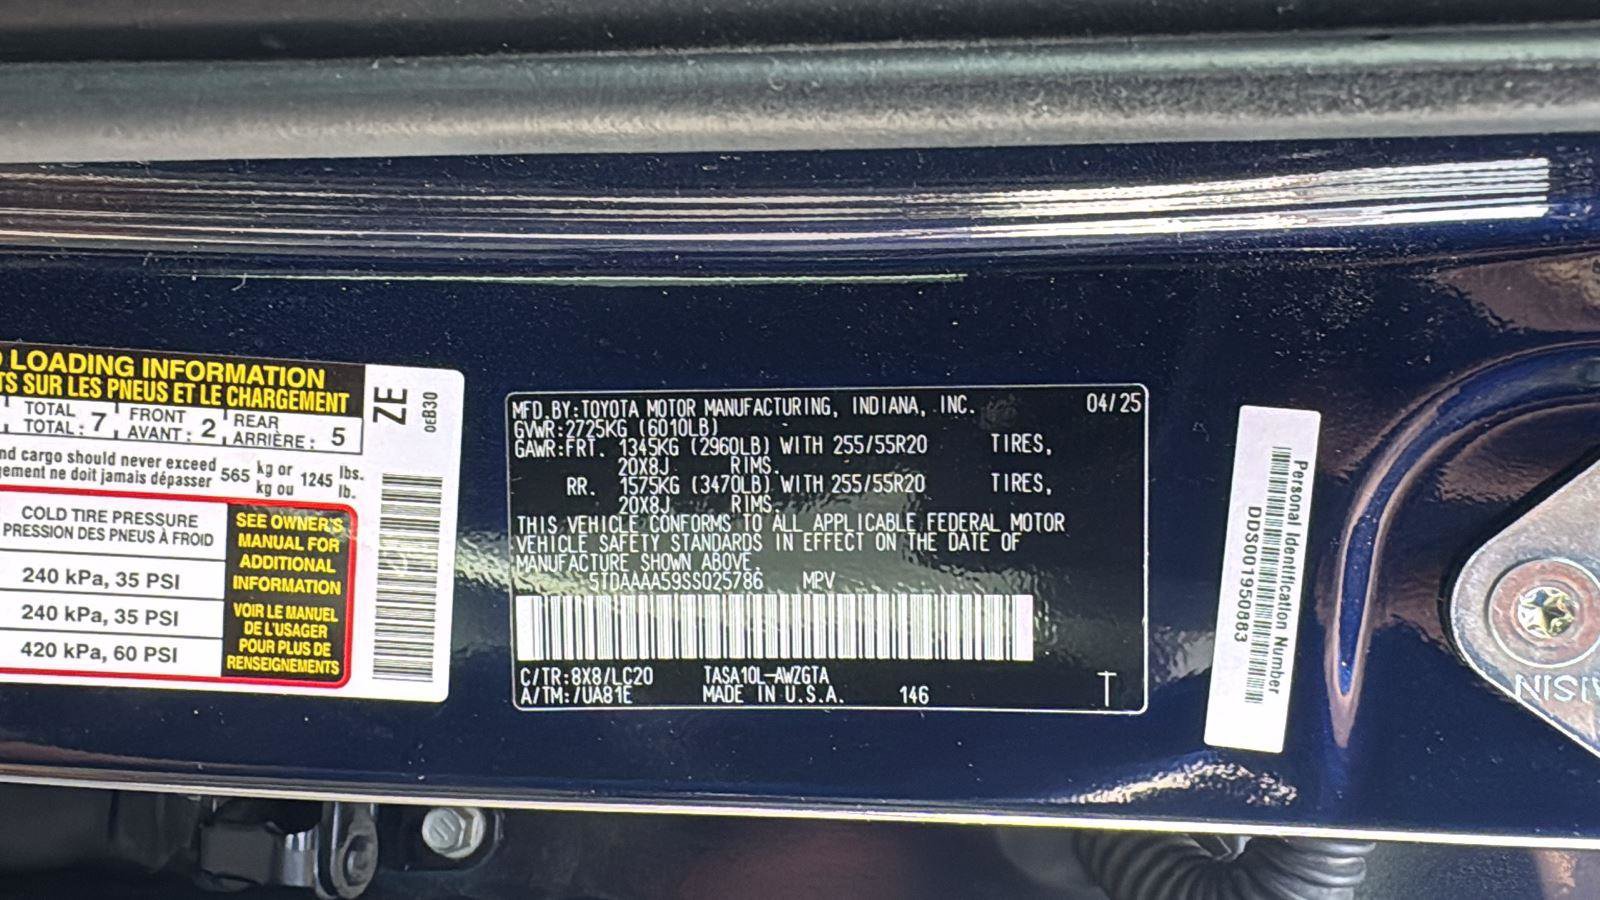 LOADING INFORMATION
TS SUR LES PNEUS ET LE CHARGEMENT
TOTAL FRONT REAR
TOTAL : 7 AVANT : 2 ARRIÈRE : 5
nd cargo should never exceed 565 kg or 1245 lbs.
gement ne doit jamais dépasser kg ou lb.
COLD TIRE PRESSURE
PRESSION DES PNEUS À FROID
240 kPa, 35 PSI
240 kPa, 35 PSI
420 kPa, 60 PSI
SEE OWNER'S
MANUAL FOR
ADDITIONAL
INFORMATION
VOIR LE MANUEL
DE L'USAGER
POUR PLUS DE
RENSEIGNEMENTS
ZE
0EB30
MFD.BY:TOYOTA MOTOR MANUFACTURING, INDIANA, INC. 04/25
GVWR:2725KG (6010LB)
GAWR:FRT. 1345KG (2960LB) WITH 255/55R20 TIRES,
20X8J RIMS.
RR. 1575KG (3470LB) WITH 255/55R20 TIRES,
20X8J RIMS.
THIS VEHICLE CONFORMS TO ALL APPLICABLE FEDERAL MOTOR
VEHICLE SAFETY STANDARDS IN EFFECT ON THE DATE OF
MANUFACTURE SHOWN ABOVE.
5TDAAAA59SS025786 MPV
C/TR:8X8/LC20 TASA10L-AWZGTA
A/TM:/UA81E MADE IN U.S.A. 146
T
Personal Identification Number
DDS001950883
AISIN